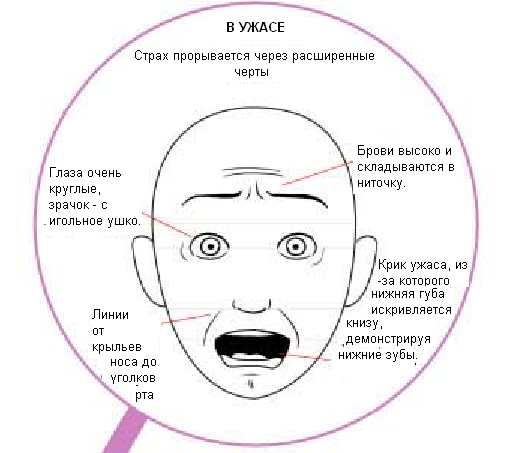 В УЖАСЕ
Страх прорывается через расширенные
черты
Брови высоко и
складываются в
ниточку.
Глаза очень
круглые,
зрачок - с
игольное ушко.
Крик ужаса, из
-за которого
нижняя губа
искривляется
книзу,
демонстрируя
нижние зубы.
Линии
от
крыльев
носа до
уголков
рта